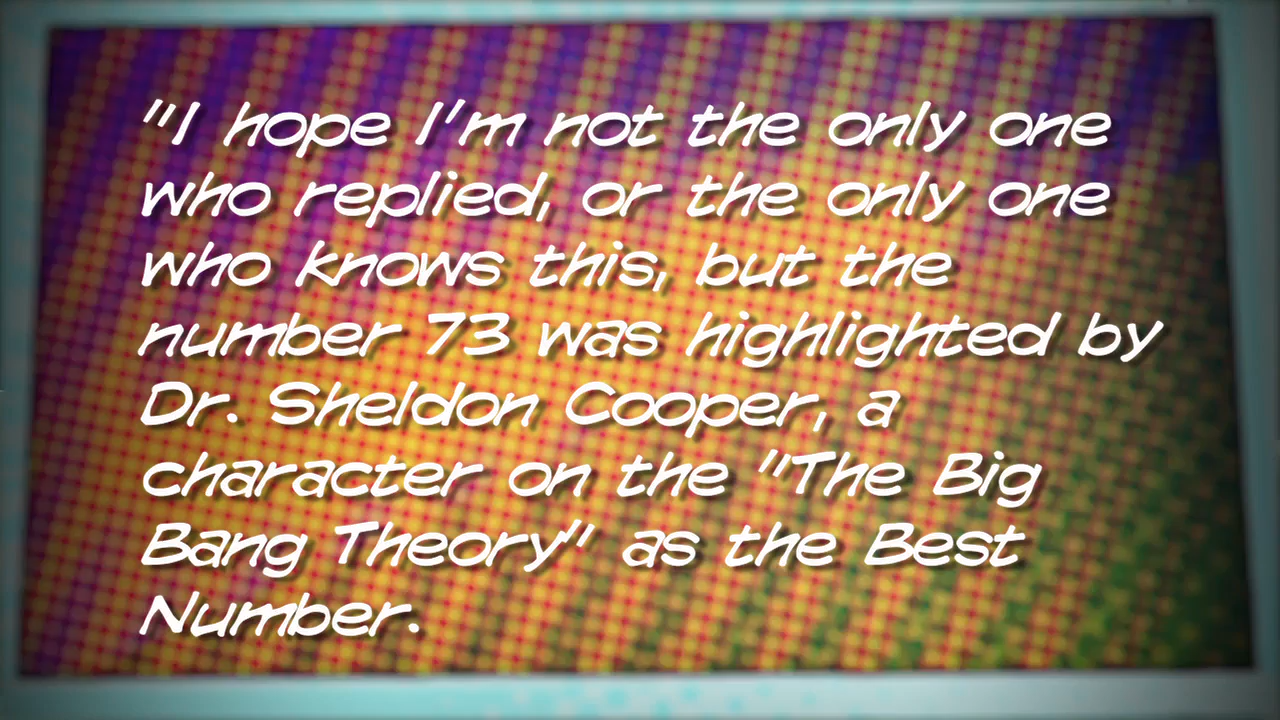 "I hope I'm not the only one
who replied, or the only one
who knows this, but the
number 73 was highlighted by
Dr. Sheldon Cooper, a
character on the "The Big
Bang Theory" as the Best
Number.